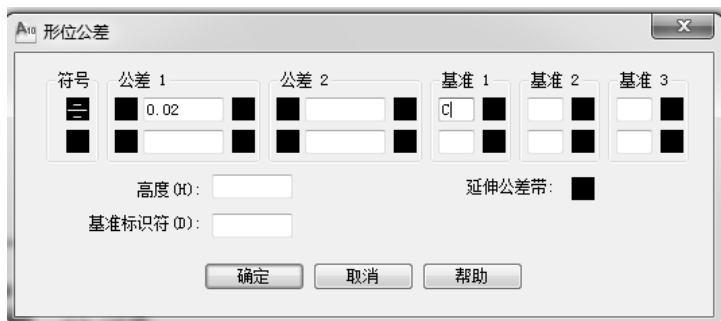 A10 形位公差
符号 公差 1 公差 2 基准 1 基准 2 基准 3
0.02 C
高度(H): 延伸公差带:
基准标识符(D):
确定 取消 帮助